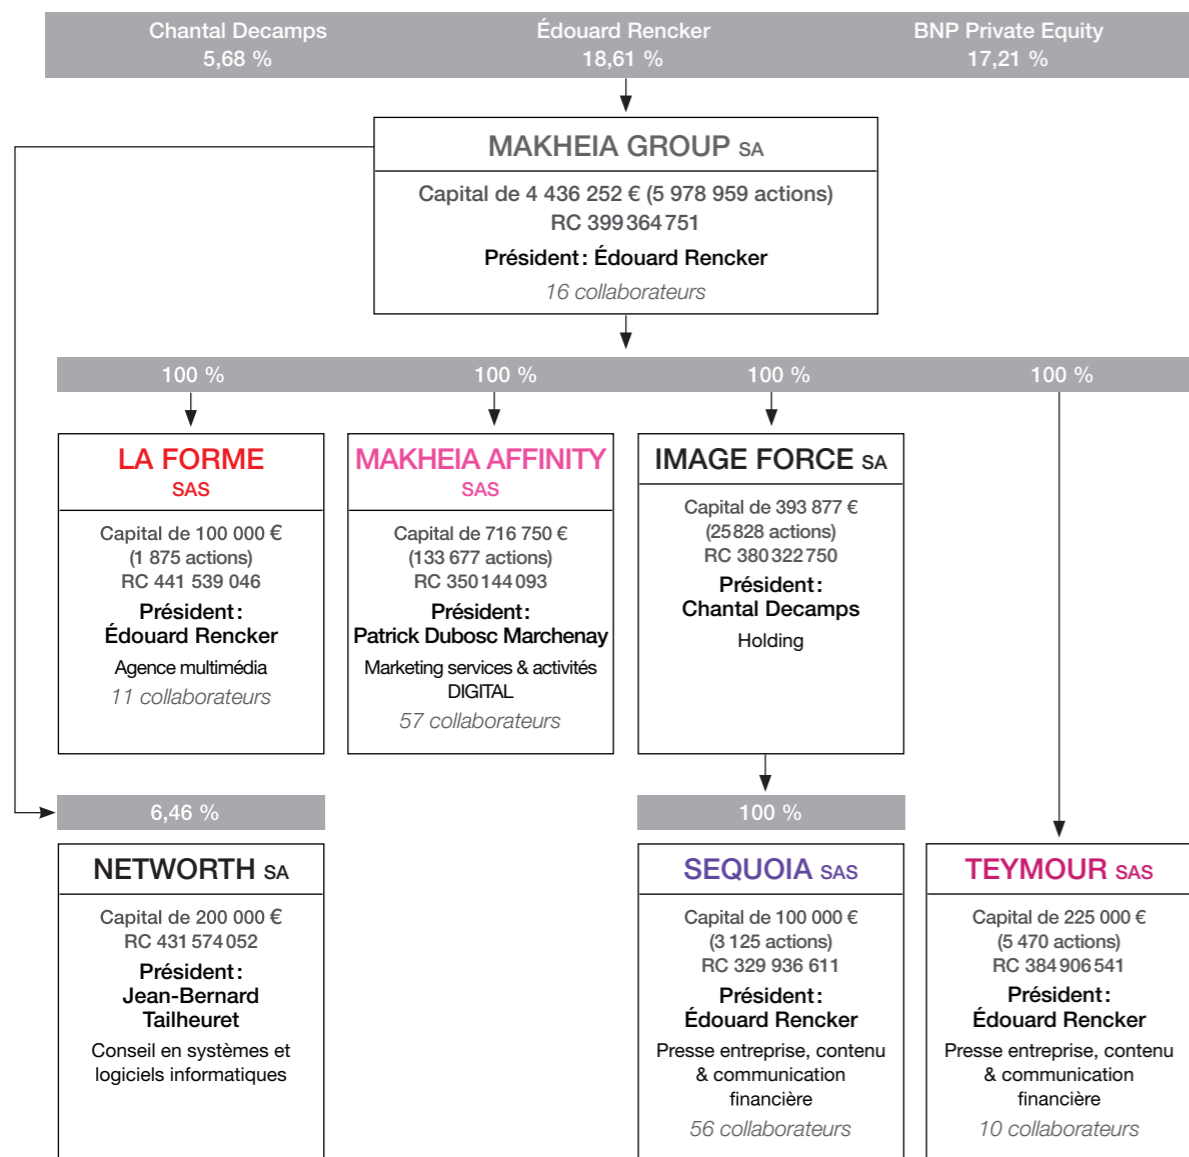 Chantal Decamps
5,68 %
Édouard Rencker
18,61 %
BNP Private Equity
17,21 %
MAKHEIA GROUP SA
Capital de 4 436 252 € (5 978 959 actions)
RC 399 364 751
Président : Édouard Rencker
16 collaborateurs
100 %
100 %
100 %
100 %
LA FORME
SAS
Capital de 100 000 €
(1 875 actions)
RC 441 539 046
Président :
Édouard Rencker
Agence multimédia
11 collaborateurs
MAKHEIA AFFINITY
SAS
Capital de 716 750 €
(133 677 actions)
RC 350 144 093
Président :
Patrick Dubosc Marchenay
Marketing services & activités
DIGITAL
57 collaborateurs
IMAGE FORCE SA
Capital de 393 877 €
(25 828 actions)
RC 380 322 750
Président :
Chantal Decamps
Holding
6,46 %
100 %
NETWORTH SA
Capital de 200 000 €
RC 431 574 052
Président :
Jean-Bernard
Tailheuret
Conseil en systèmes et
logiciels informatiques
SEQUOIA SAS
Capital de 100 000 €
(3 125 actions)
RC 329 936 611
Président :
Édouard Rencker
Presse entreprise, contenu
& communication
financière
56 collaborateurs
TEYMOUR SAS
Capital de 225 000 €
(5 470 actions)
RC 384 906 541
Président :
Édouard Rencker
Presse entreprise, contenu
& communication
financière
10 collaborateurs